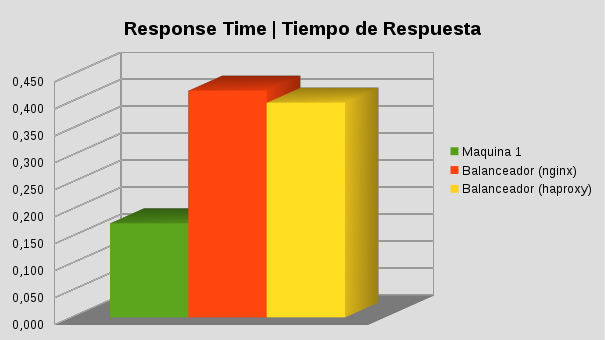 Response Time | Tiempo de Respuesta
0,450
0,400
0,350
0,300
0,250
0,200
0,150
0,100
0,050
0,000
Maquina 1
Balanceador (nginx)
Balanceador (haproxy)